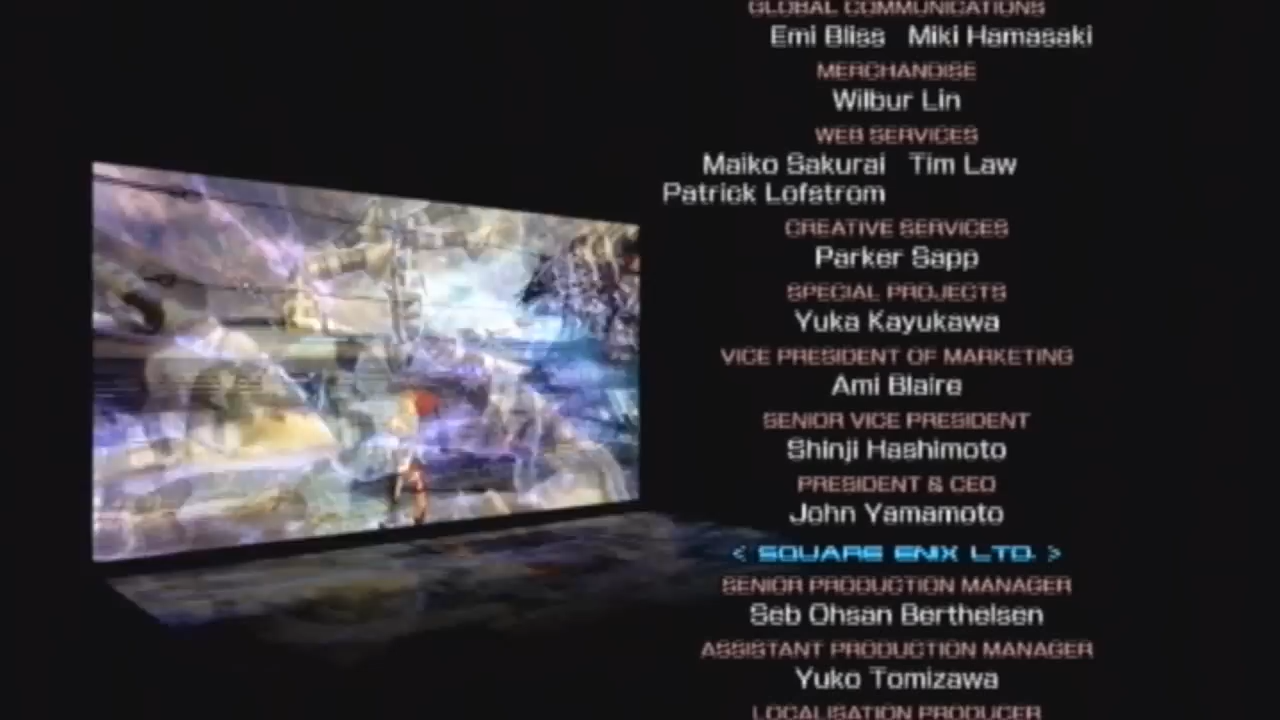 GLOBAL COMMUNICATIONS
Emi Bliss Miki Hamasaki
MERCHANDISE
Wilbur Lin
WEB SERVICES
Maiko Sakurai Tim Law
Patrick Lofstrom
CREATIVE SERVICES
Parker Sapp
SPECIAL PROJECTS
Yuka Kayukawa
VICE PRESIDENT OF MARKETING
Ami Blaire
SENIOR VICE PRESIDENT
Shinji Hashimoto
PRESIDENT & CEO
John Yamamoto
< SQUARE ENIX LTD. >
SENIOR PRODUCTION MANAGER
Seb Ohsan Berthelsen
ASSISTANT PRODUCTION MANAGER
Yuko Tomizawa
LOCALISATION PRODUCER